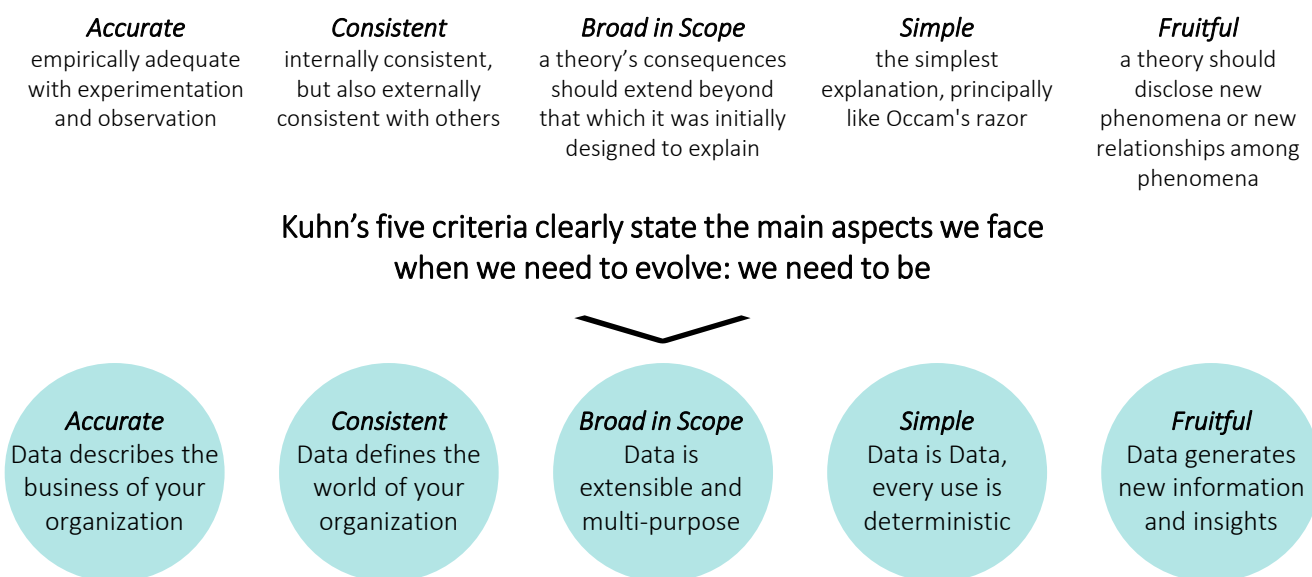 Accurate
empirically adequate
with experimentation
and observation
Consistent
internally consistent,
but also externally
consistent with others
Broad in Scope
a theory’s consequences
should extend beyond
that which it was initially
designed to explain
Simple
the simplest
explanation, principally
like Occam's razor
Fruitful
a theory should
disclose new
phenomena or new
relationships among
phenomena
Kuhn’s five criteria clearly state the main aspects we face
when we need to evolve: we need to be
Accurate
Data describes the
business of your
organization
Consistent
Data defines the
world of your
organization
Broad in Scope
Data is
extensible and
multi-purpose
Simple
Data is Data,
every use is
deterministic
Fruitful
Data generates
new information
and insights